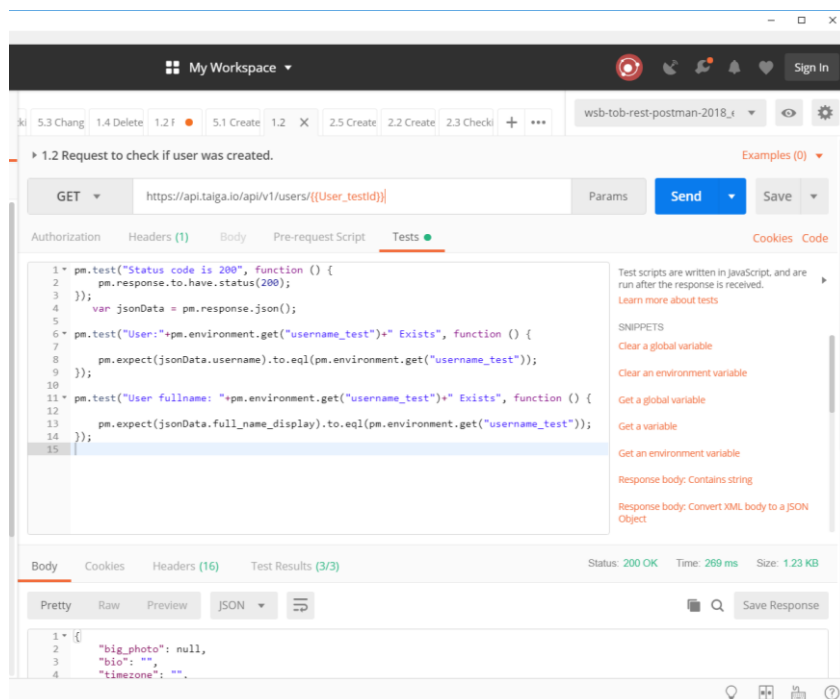 My Workspace
Sign In
5.3 Chang
1.4 Delete
1.2 F
5.1 Create
1.2
2.5 Create
2.2 Create
2.3 Checki
wsb-tob-rest-postman-2018_e
1.2 Request to check if user was created.
Examples (0)
GET
https://api.taiga.io/api/v1/users/{{User_testId}}
Params
Send
Save
Authorization
Headers (1)
Body
Pre-request Script
Tests
Cookies Code
1 pm.test("Status code is 200", function () {
2 pm.response.to.have.status(200);
3 });
4 var jsonData = pm.response.json();
5
6 pm.test("User:"+pm.environment.get("username_test")+" Exists", function () {
7
8 pm.expect(jsonData.username).to.eql(pm.environment.get("username_test"));
9 });
10
11 pm.test("User fullname: "+pm.environment.get("username_test")+" Exists", function () {
12
13 pm.expect(jsonData.full_name_display).to.eql(pm.environment.get("username_test"));
14 });
15
Test scripts are written in JavaScript, and are
run after the response is received.
Learn more about tests
SNIPPETS
Clear a global variable
Clear an environment variable
Get a global variable
Get a variable
Get an environment variable
Response body: Contains string
Response body: Convert XML body to a JSON
Object
Body
Cookies
Headers (16)
Test Results (3/3)
Status: 200 OK
Time: 269 ms
Size: 1.23 KB
Pretty
Raw
Preview
JSON
Save Response
1 {
2 "big_photo": null,
3 "bio": "",
4 "timezone": "",